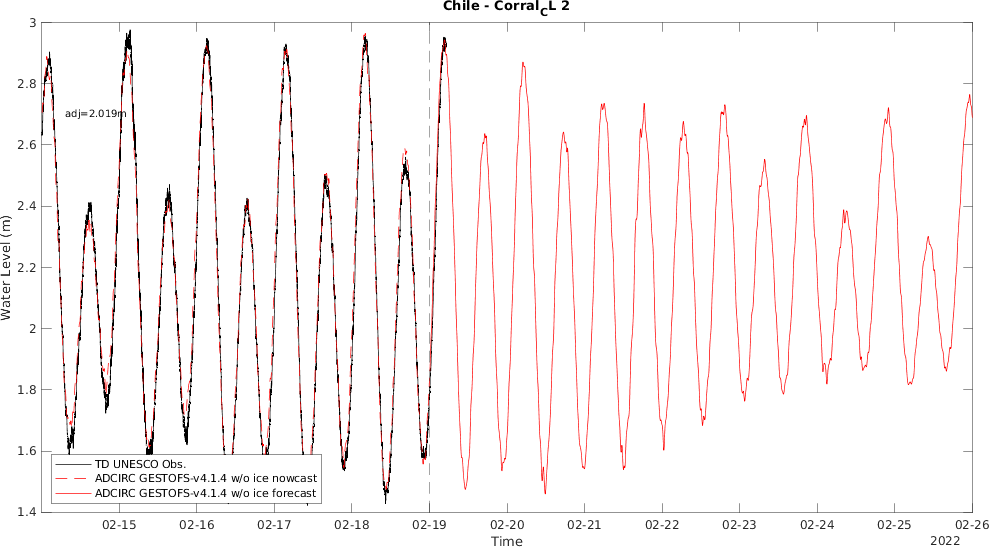 Chile - Corral_CL 2
3
2.8
2.6
2.4
2.2
2
1.8
1.6
1.4
Water Level (m)
adj=2.019m
TD UNESCO Obs.
ADCIRC GESTOFS-v4.1.4 w/o ice nowcast
ADCIRC GESTOFS-v4.1.4 w/o ice forecast
02-15 02-16 02-17 02-18 02-19 02-20 02-21 02-22 02-23 02-24 02-25 02-26
Time
2022